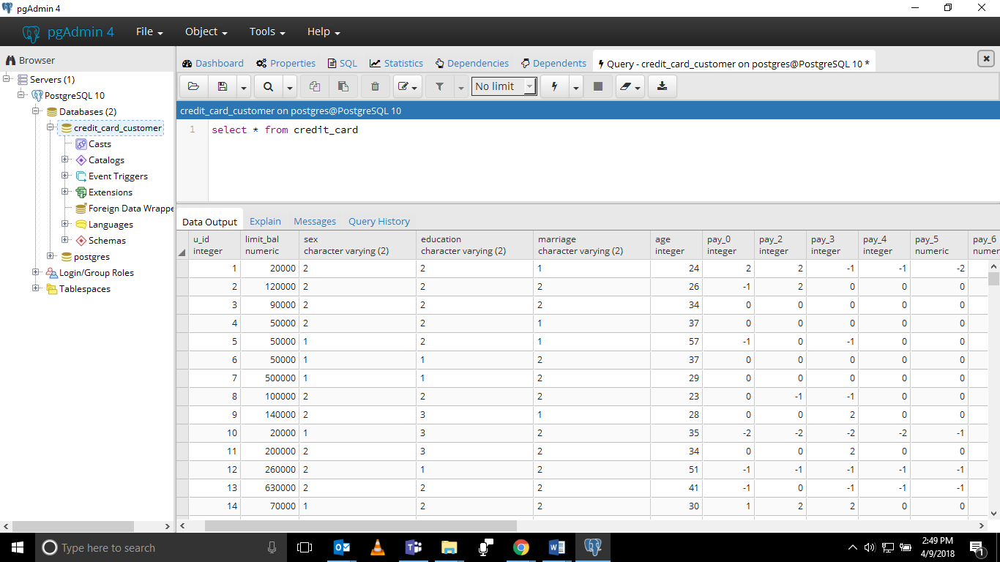 pgAdmin 4
pgAdmin 4 File Object Tools Help
Browser
Servers (1)
PostgreSQL 10
Databases (2)
credit_card_customer
Casts
Catalogs
Event Triggers
Extensions
Foreign Data Wrappe
Languages
Schemas
postgres
Login/Group Roles
Tablespaces
Dashboard Properties SQL Statistics Dependencies Dependents Query - credit_card_customer on postgres@PostgreSQL 10 *
No limit
credit_card_customer on postgres@PostgreSQL 10
1 select * from credit_card
Data Output Explain Messages Query History
u_id limit_bal sex education marriage age pay_0 pay_2 pay_3 pay_4 pay_5 pay_6
integer numeric character varying (2) character varying (2) character varying (2) integer integer integer integer integer numeric numer
1 20000 2 2 1 24 2 2 -1 -1 -2
2 120000 2 2 2 26 -1 2 0 0 0
3 90000 2 2 2 34 0 0 0 0 0
4 50000 2 2 1 37 0 0 0 0 0
5 50000 1 2 1 57 -1 0 -1 0 0
6 50000 1 1 2 37 0 0 0 0 0
7 500000 1 1 2 29 0 0 0 0 0
8 100000 2 2 2 23 0 -1 -1 0 0
9 140000 2 3 1 28 0 0 2 0 0
10 20000 1 3 2 35 -2 -2 -2 -2 -1
11 200000 2 3 2 34 0 0 2 0 0
12 260000 2 1 2 51 -1 -1 -1 -1 -1
13 630000 2 2 2 41 -1 0 -1 -1 -1
14 70000 1 2 2 30 1 2 2 0 0
Type here to search
2:49 PM
4/9/2018
1